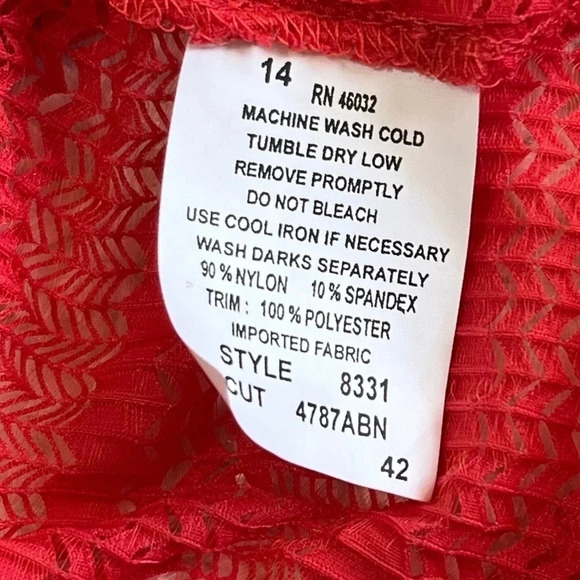 14 RN 46032
MACHINE WASH COLD
TUMBLE DRY LOW
REMOVE PROMPTLY
DO NOT BLEACH
USE COOL IRON IF NECESSARY
WASH DARKS SEPARATELY
90 % NYLON 10 % SPANDEX
TRIM : 100 % POLYESTER
IMPORTED FABRIC
STYLE 8331
CUT 4787ABN
42